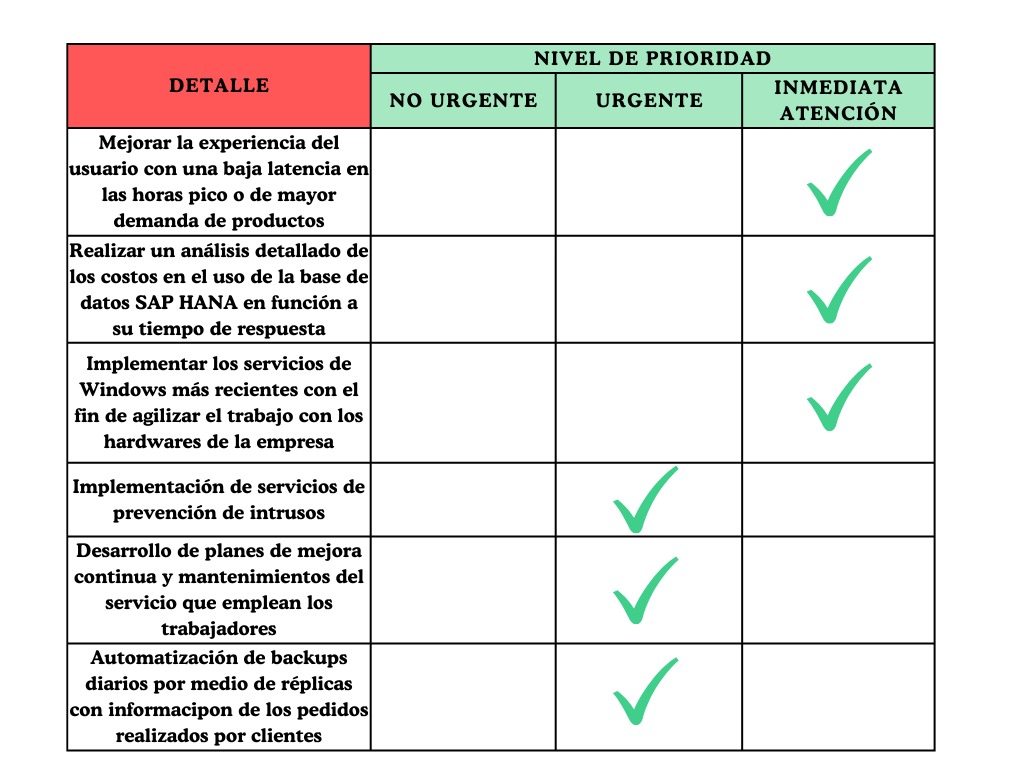 DETALLE
NIVEL DE PRIORIDAD
NO URGENTE
URGENTE
INMEDIATA
ATENCIÓN
Mejorar la experiencia del
usuario con una baja latencia en
las horas pico o de mayor
demanda de productos
Realizar un análisis detallado de
los costos en el uso de la base de
datos SAP HANA en función a
su tiempo de respuesta
Implementar los servicios de
Windows más recientes con el
fin de agilizar el trabajo con los
hardwares de la empresa
Implementación de servicios de
prevención de intrusos
Desarrollo de planes de mejora
continua y mantenimientos del
servicio que emplean los
trabajadores
Automatización de backups
diarios por medio de réplicas
con informacipon de los pedidos
realizados por clientes